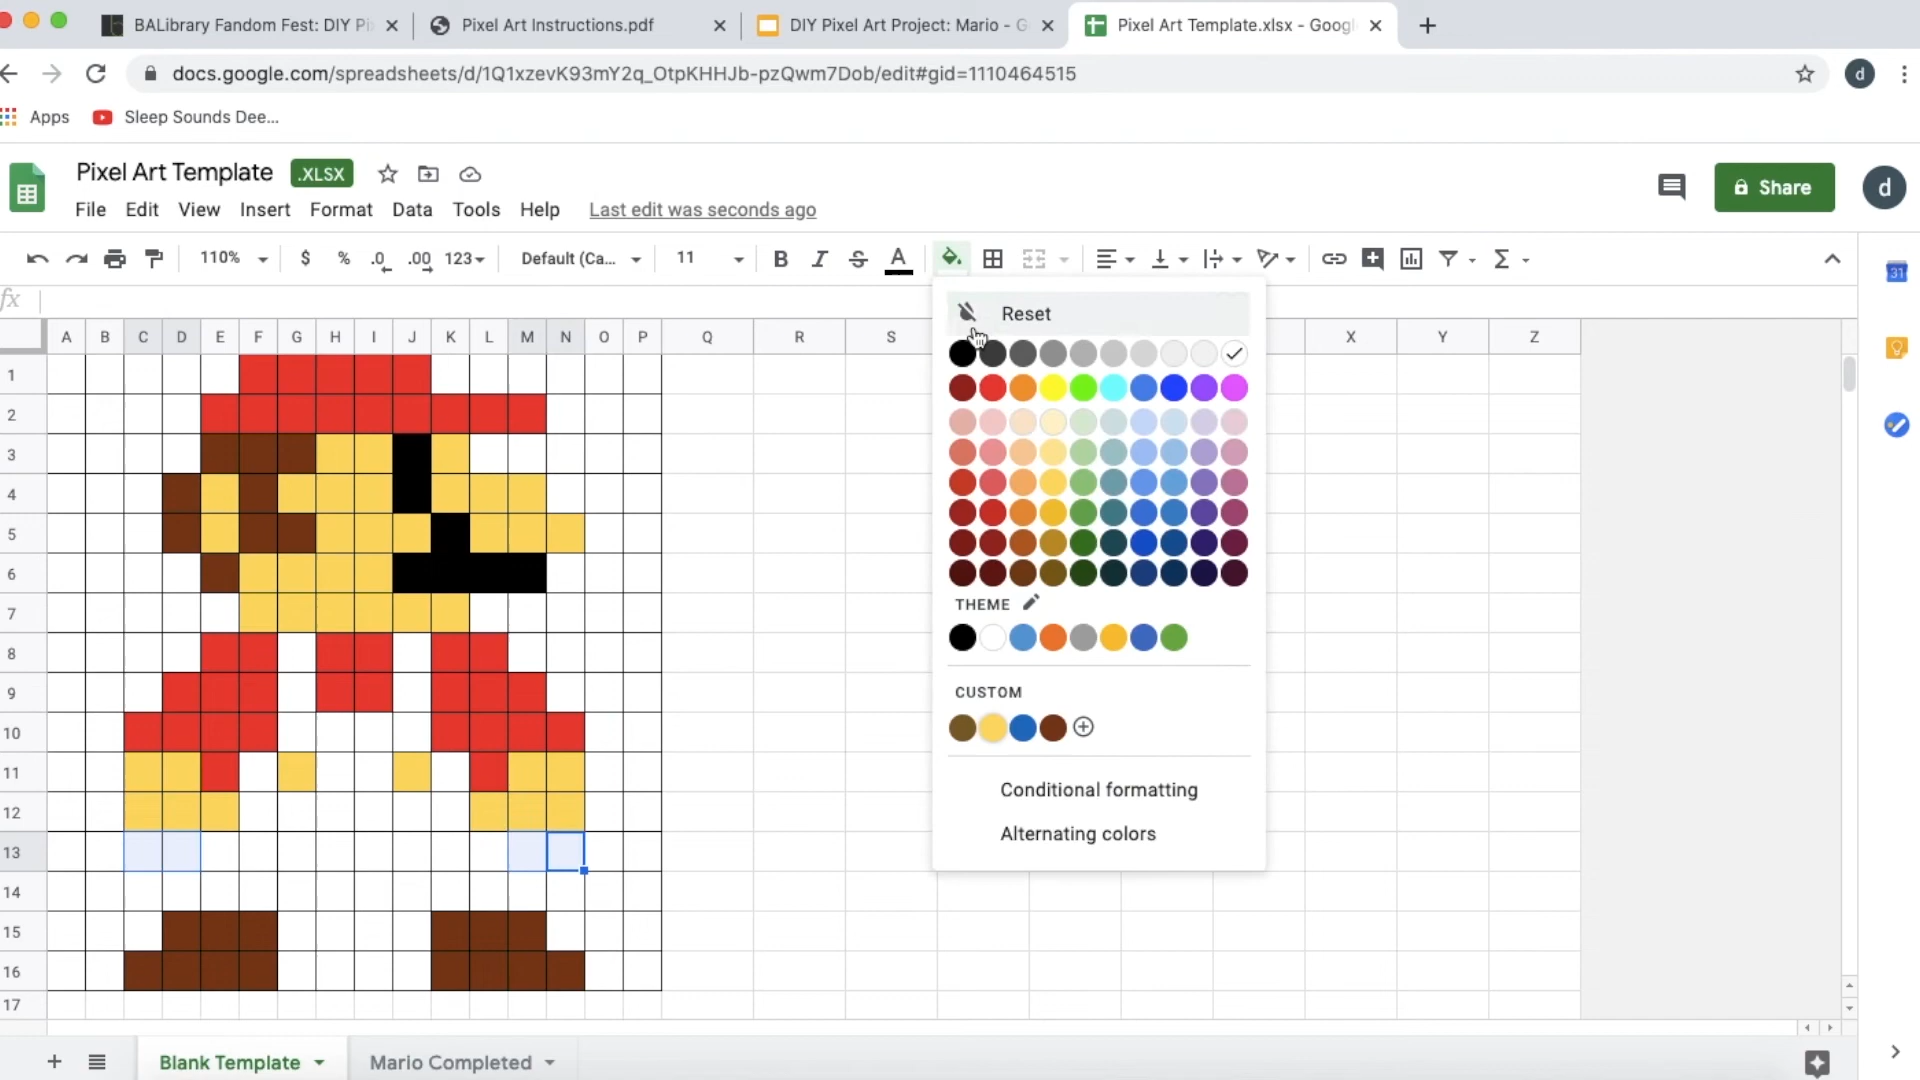 BALibrary Fandom Fest: DIY Pi
Pixel Art Instructions.pdf
DIY Pixel Art Project: Mario - G
Pixel Art Template.xlsx - Googl
docs.google.com/spreadsheets/d/1Q1xzevK93mY2q_OtpKHHJb-pzQwm7Dob/edit#gid=1110464515
d
Apps
Sleep Sounds Dee...
Pixel Art Template
.XLSX
Share
d
File Edit View Insert Format Data Tools Help
Last edit was seconds ago
110% $ % .0 .00 123 Default (Ca... 11 B I S A Σ
31
fx
Reset
A B C D E F G H I J K L M N O P Q R S X Y Z
1
2
3
4
5
6
7
8
9
10
11
12
13
14
15
16
17
THEME
CUSTOM
Conditional formatting
Alternating colors
Blank Template
Mario Completed